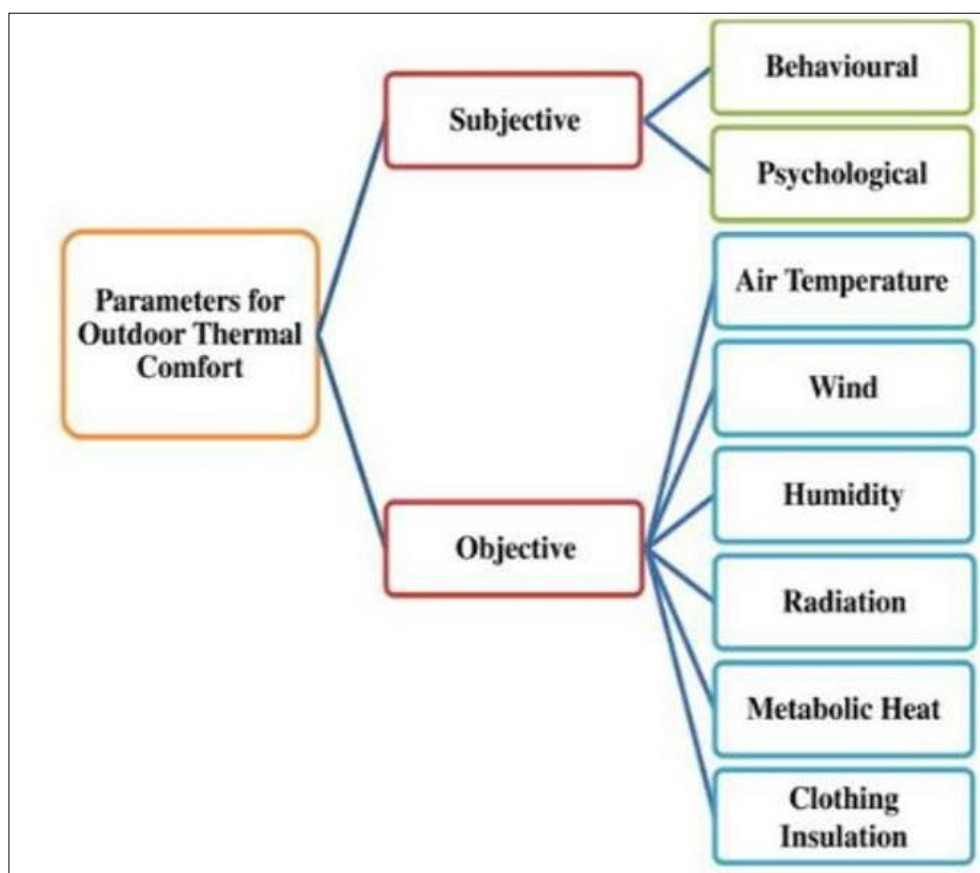 Parameters for
Outdoor Thermal
Comfort
Subjective
Behavioural
Psychological
Objective
Air Temperature
Wind
Humidity
Radiation
Metabolic Heat
Clothing
Insulation